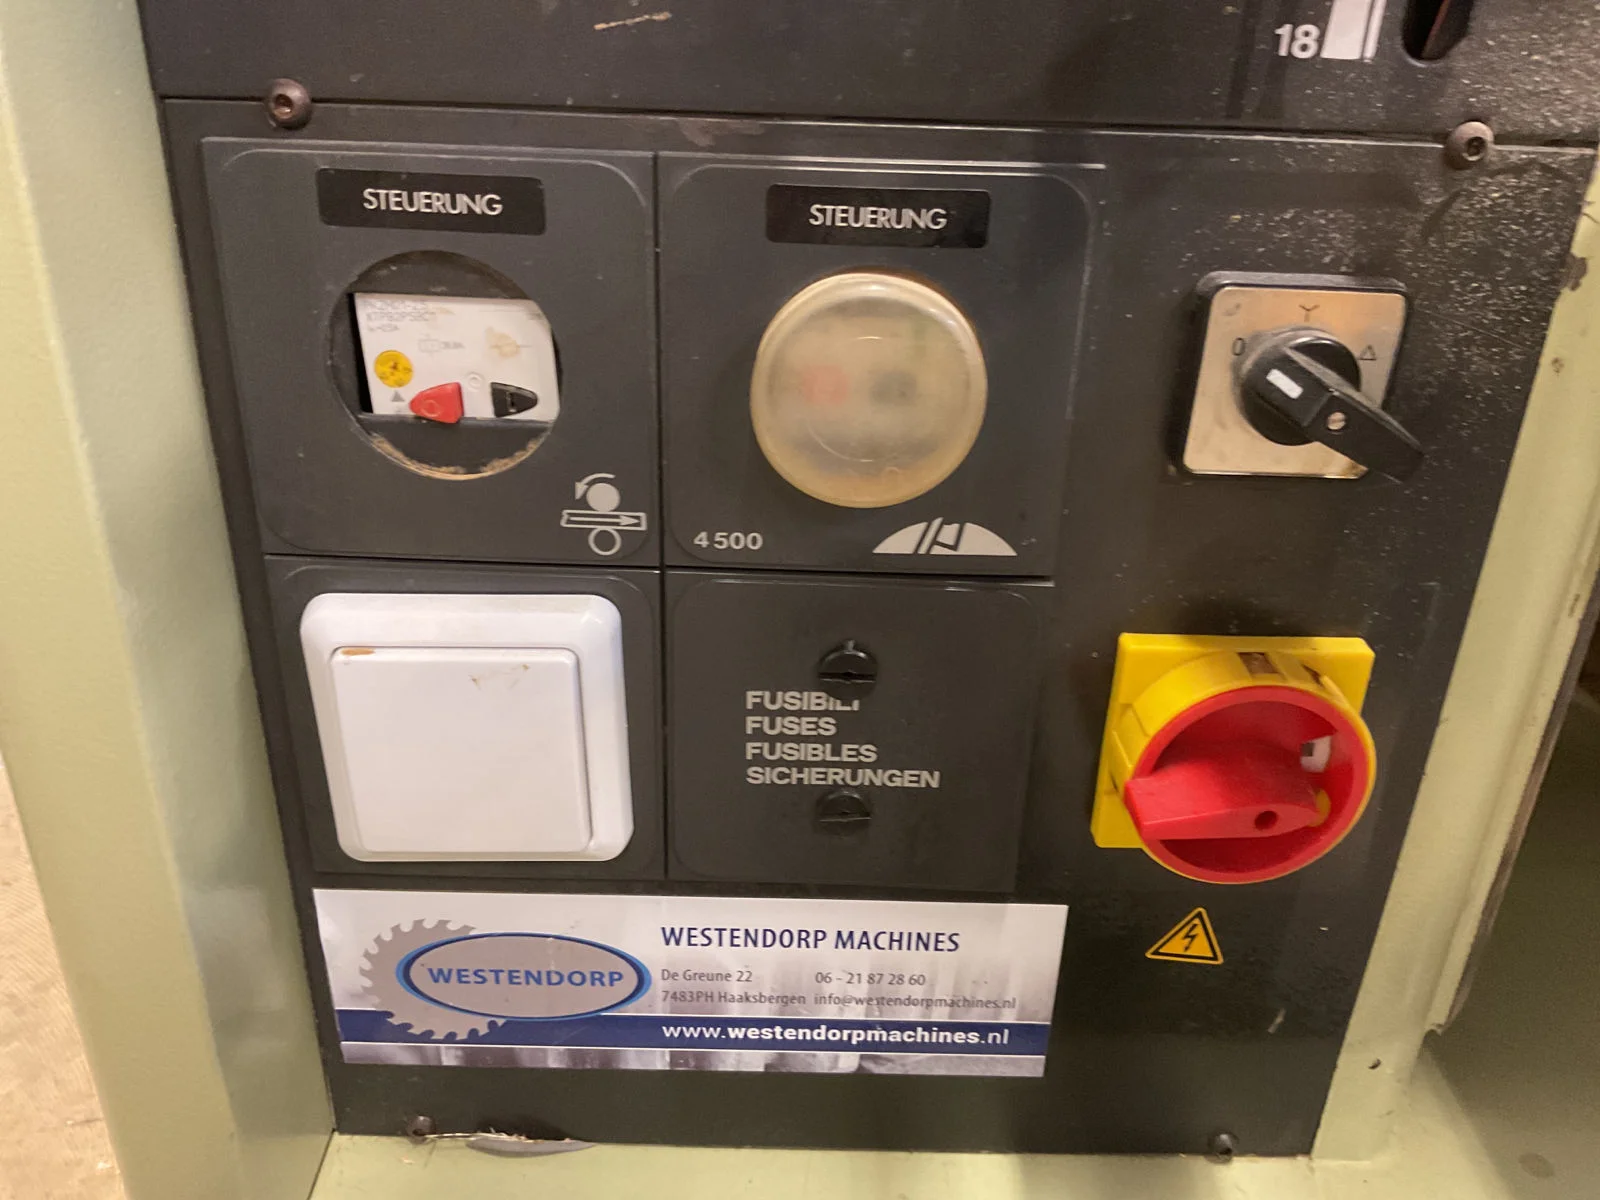 18
STEUERUNG
STEUERUNG
0
4500
FUSIBILI
FUSES
FUSIBLES
SICHERUNGEN
WESTENDORP
WESTENDORP MACHINES
De Greune 22 06 - 21 87 28 60
7483PH Haaksbergen info@westendorpmachines.nl
www.westendorpmachines.nl